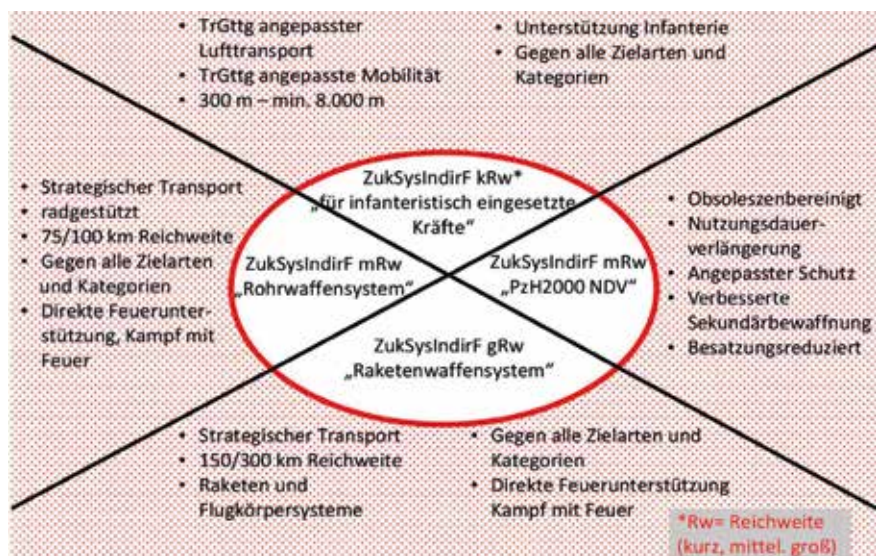 • TrGttg angepasster
Lufttransport
• TrGttg angepasste Mobilität
• 300 m – min. 8.000 m
• Unterstützung Infanterie
• Gegen alle Zielarten und
Kategorien
• Strategischer Transport
• radgestützt
• 75/100 km Reichweite
• Gegen alle Zielarten
und Kategorien
• Direkte Feuerunter-
stützung, Kampf mit
Feuer
ZukSysIndirF kRw*
„für infanteristisch eingesetzte
Kräfte“
ZukSysIndirF mRw
„Rohrwaffensystem“
ZukSysIndirF mRw
„PzH2000 NDV“
ZukSysIndirF gRw
„Raketenwaffensystem“
• Obsoleszenbereinigt
• Nutzungsdauer-
verlängerung
• Angepasster Schutz
• Verbesserte
Sekundärbewaffnung
• Besatzungsreduziert
• Strategischer Transport
• 150/300 km Reichweite
• Raketen und
Flugkörpersysteme
• Gegen alle Zielarten und
Kategorien
• Direkte Feuerunterstützung
Kampf mit Feuer
*Rw= Reichweite
(kurz, mittel. groß)